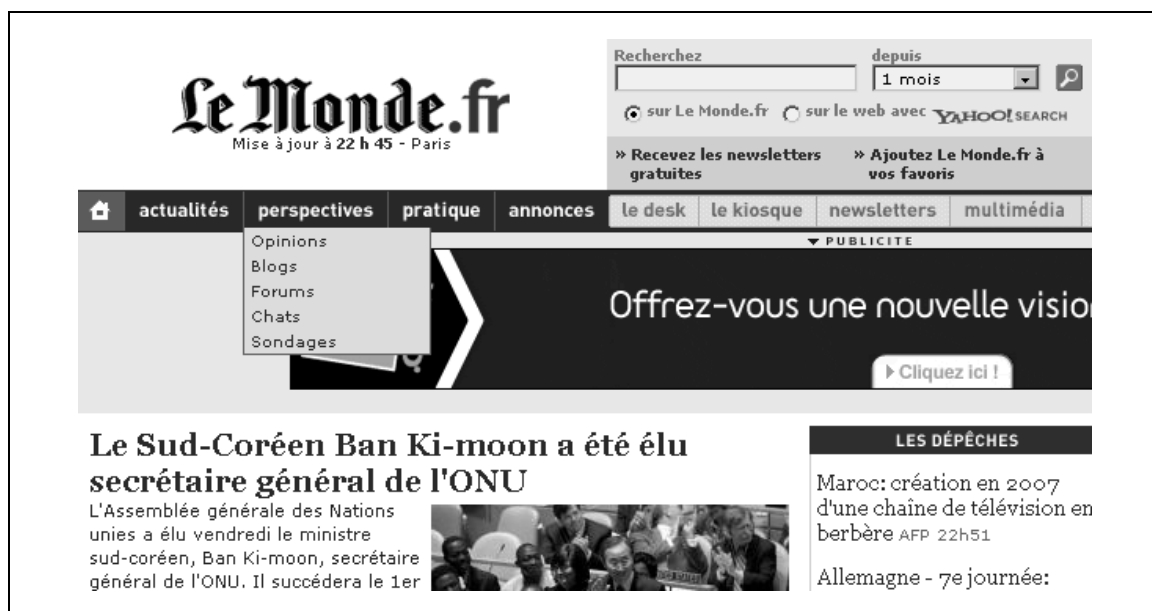 Le Monde.fr
Mise à jour à 22 h 45 - Paris
Recherchez
depuis
1 mois
sur Le Monde.fr sur le web avec YAHOO! SEARCH
» Recevez les newsletters
gratuites
» Ajoutez Le Monde.fr à
vos favoris
actualités perspectives pratique annonces le desk le kiosque newsletters multimédia
Opinions
Blogs
Forums
Chats
Sondages
PUBLICITE
Offrez-vous une nouvelle visio
Cliquez ici !
Le Sud-Coréen Ban Ki-moon a été élu
secrétaire général de l'ONU
L'Assemblée générale des Nations
unies a élu vendredi le ministre
sud-coréen, Ban Ki-moon, secrétaire
général de l'ONU. Il succédera le 1er
LES DÉPÊCHES
Maroc: création en 2007
d'une chaîne de télévision en
berbère AFP 22h51
Allemagne - 7e journée: